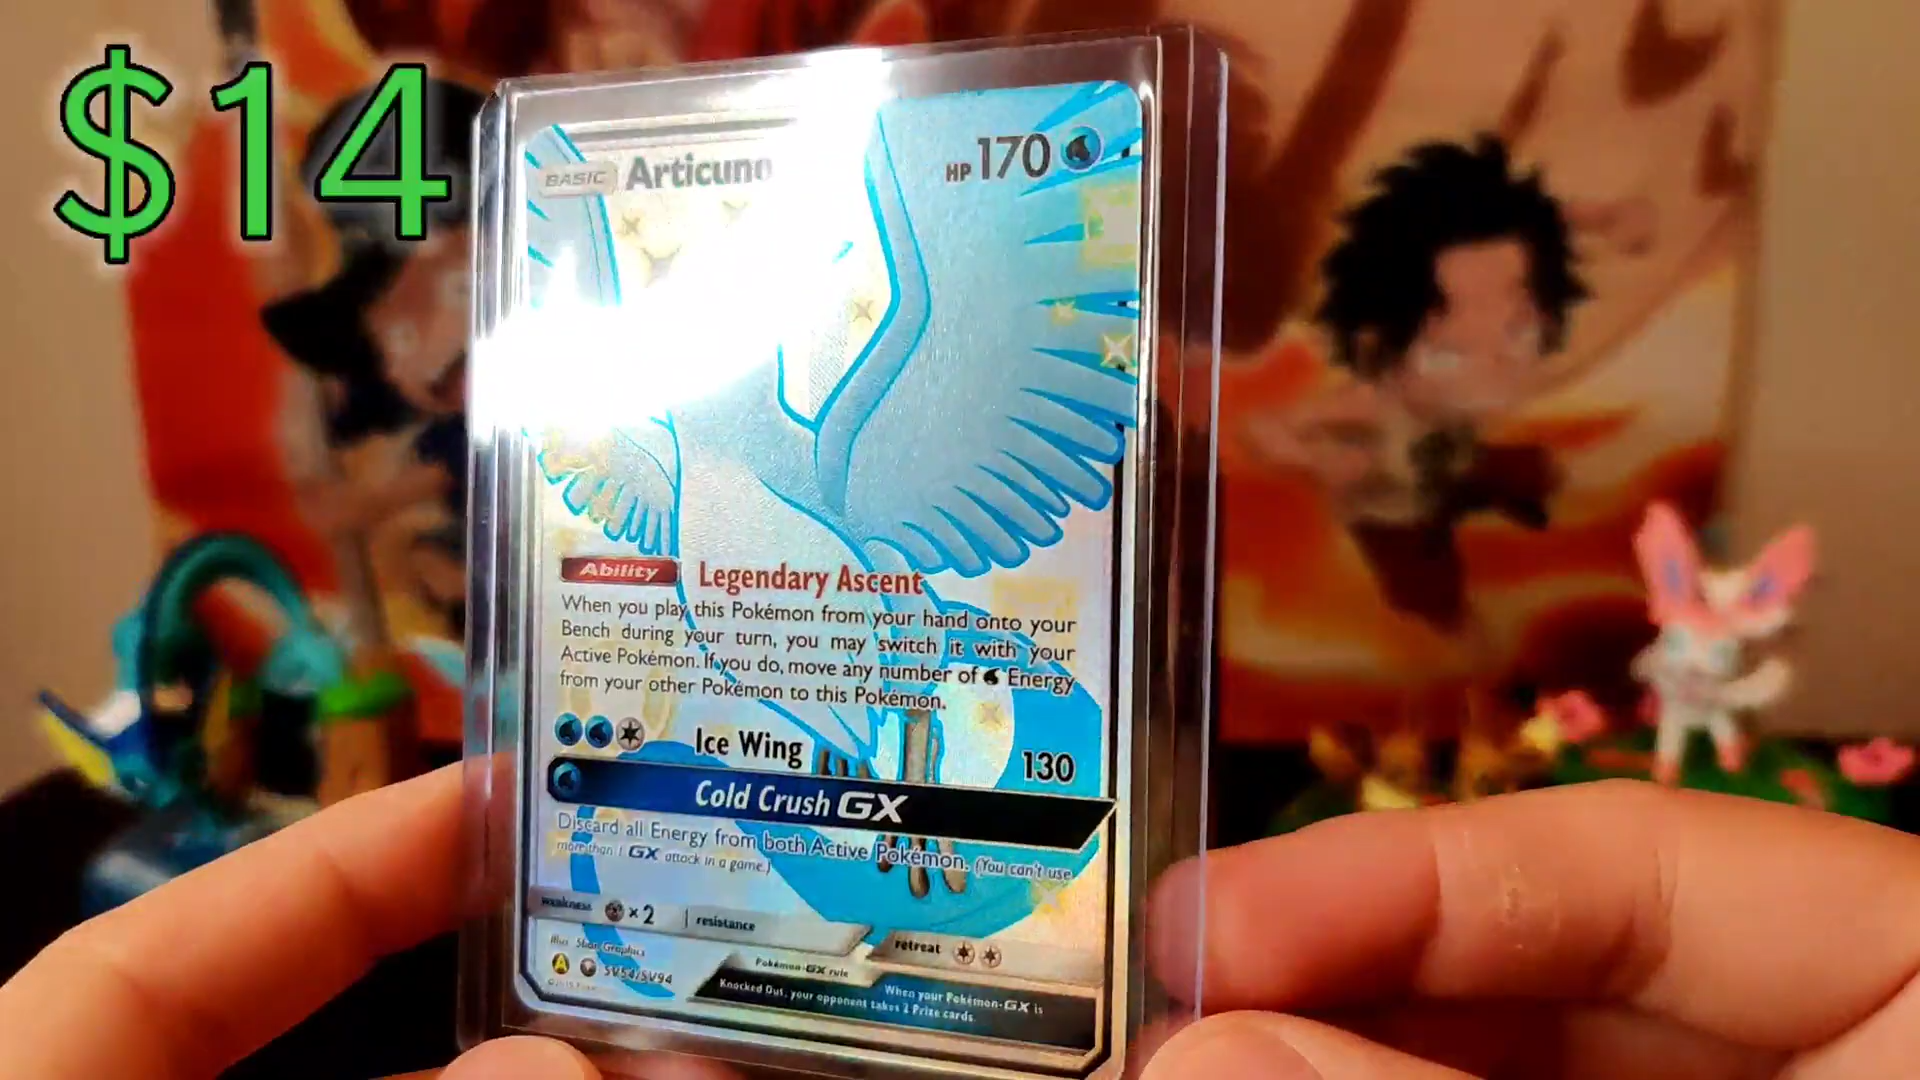 $14
BASIC Articuno HP 170
Ability Legendary Ascent
When you play this Pokémon from your hand onto your
Bench during your turn, you may switch it with your
Active Pokémon. If you do, move any number of Energy
from your other Pokémon to this Pokémon.
Ice Wing 130
Cold Crush GX
Discard all Energy from both Active Pokémon. (You can't use
more than 1 GX attack in a game.)
weakness ×2 resistance
retreat
Illus. 5ban Graphics
A SV54/SV94
Pokémon-GX rule
When your Pokémon-GX is
Knocked Out, your opponent takes 2 Prize cards.